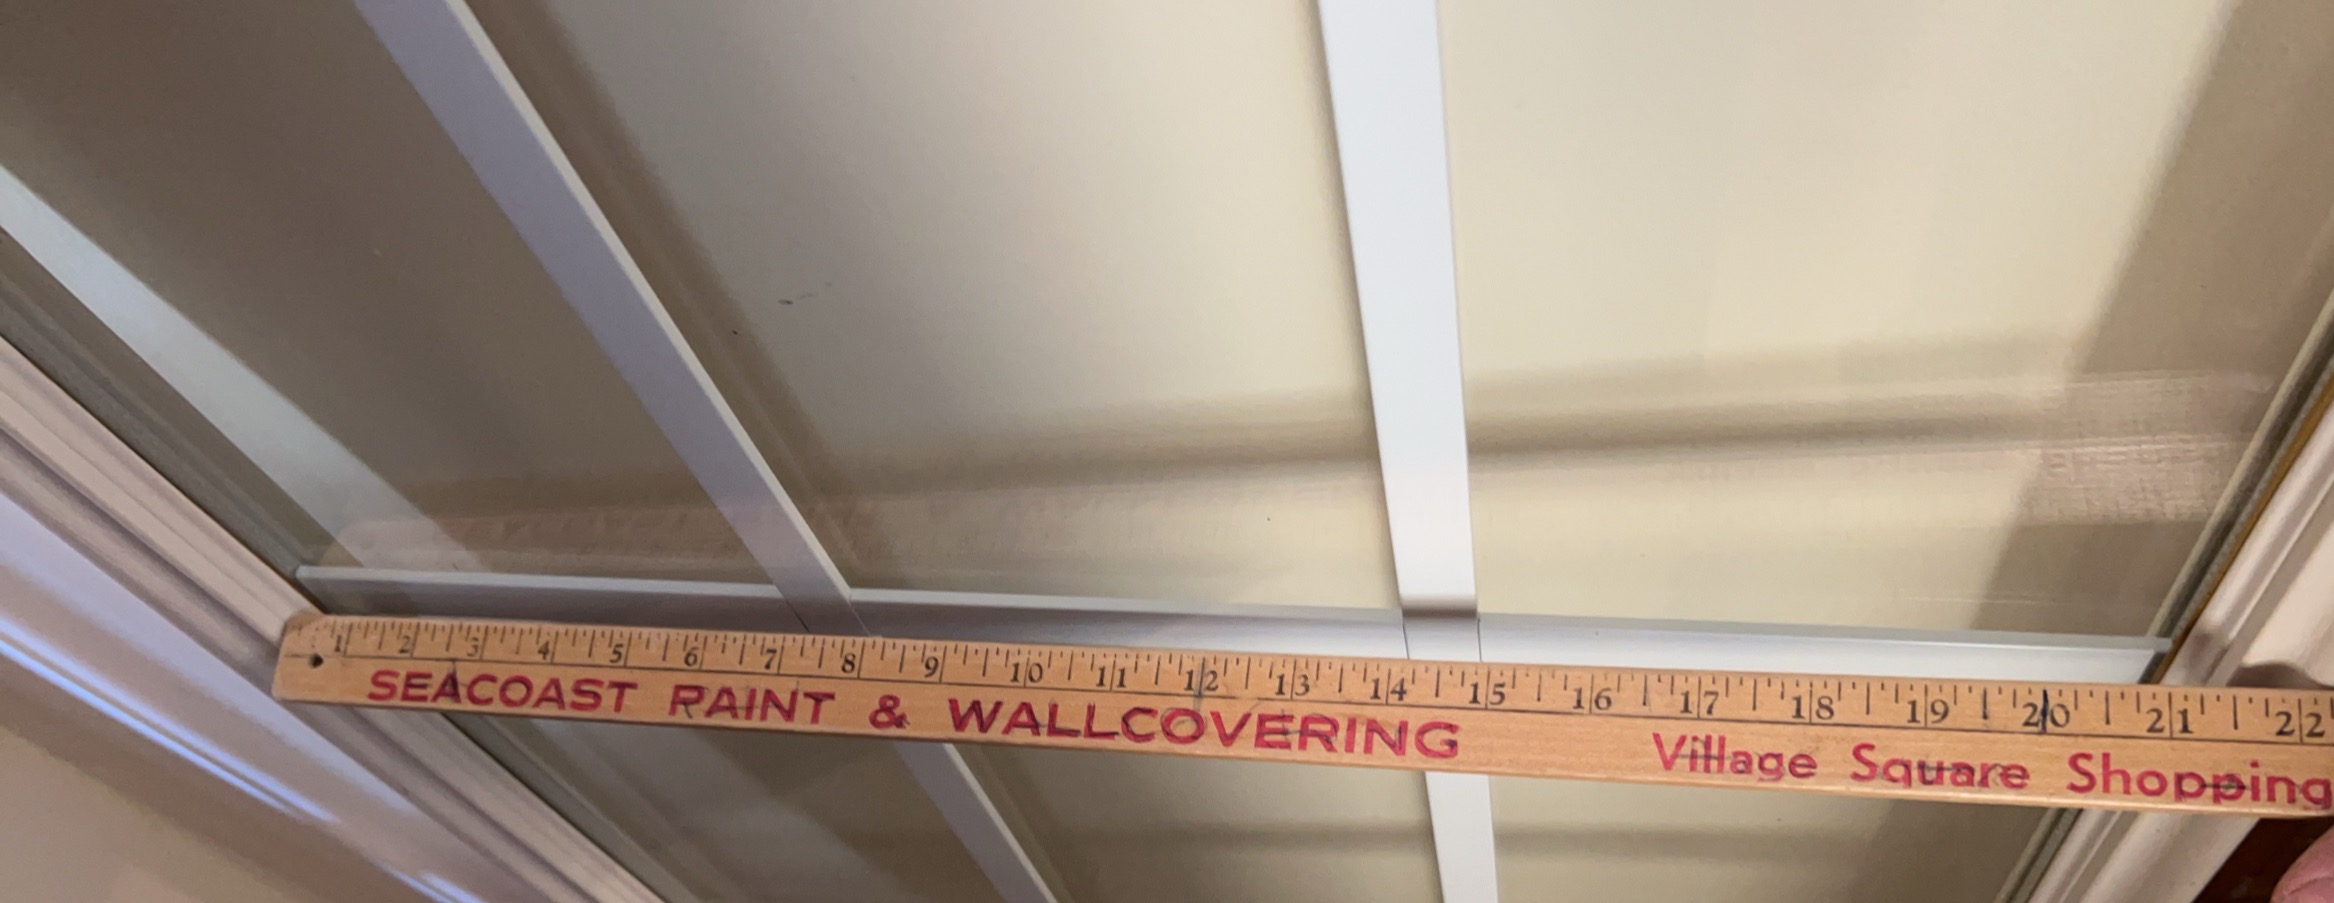 1 2 3 4 5 6 7 8 9 10 11 12 13 14 15 16 17 18 19 20 21 22
SEACOAST PAINT & WALLCOVERING Village Square Shopping